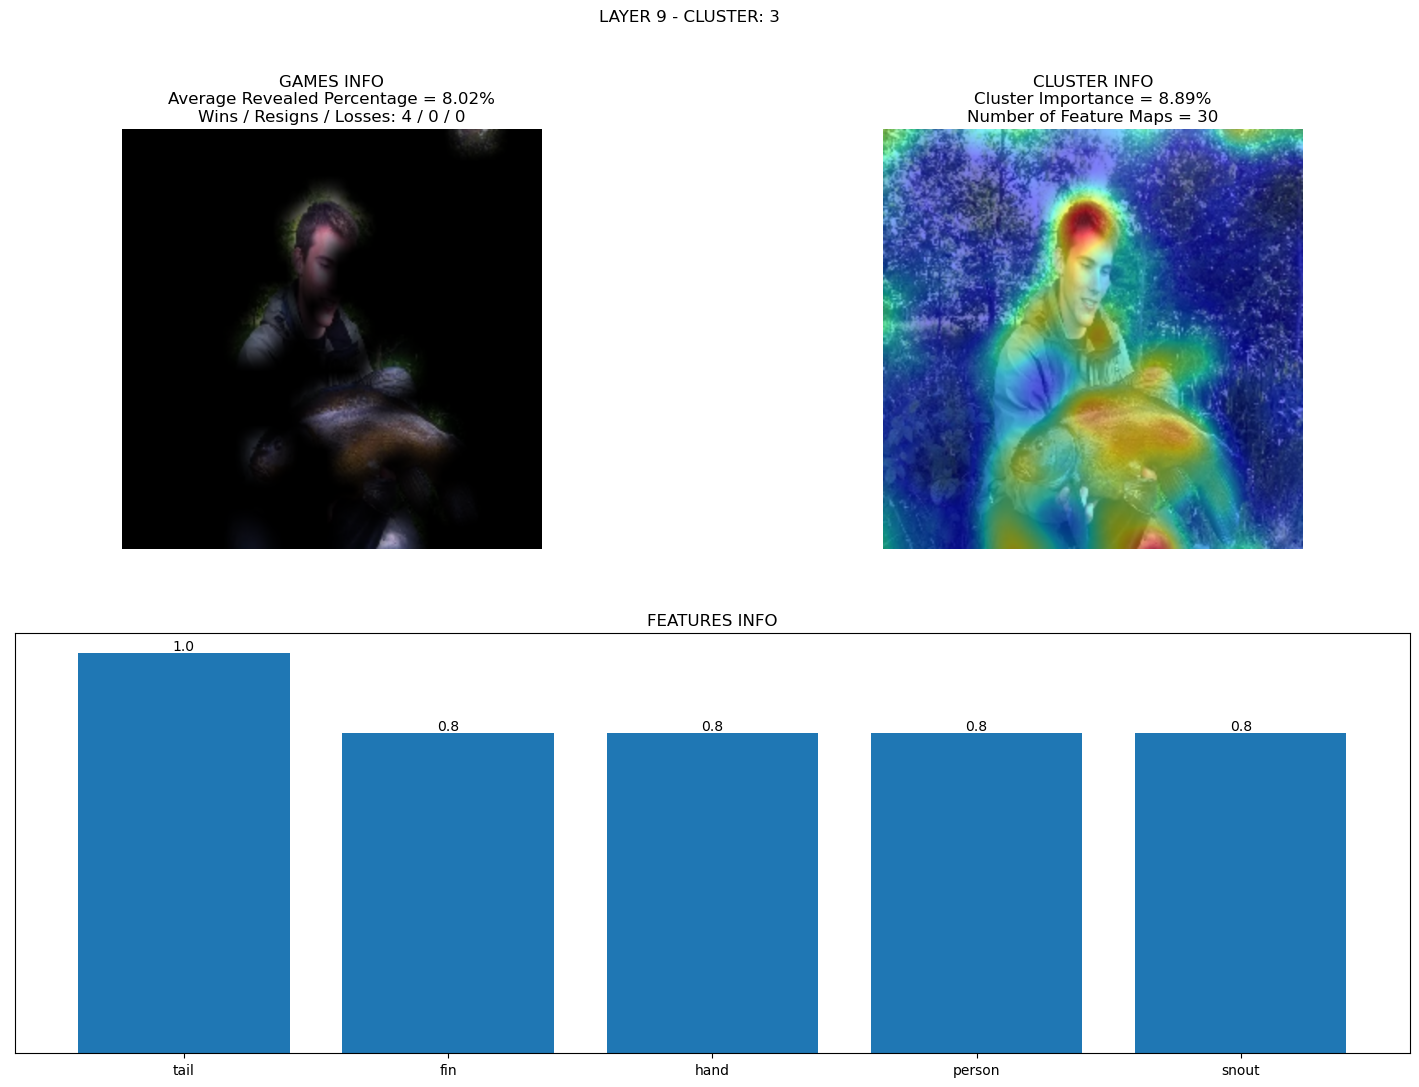 LAYER 9 - CLUSTER: 3
GAMES INFO
Average Revealed Percentage = 8.02%
Wins / Resigns / Losses: 4 / 0 / 0
CLUSTER INFO
Cluster Importance = 8.89%
Number of Feature Maps = 30
FEATURES INFO
1.0
0.8
0.8
0.8
0.8
tail
fin
hand
person
snout